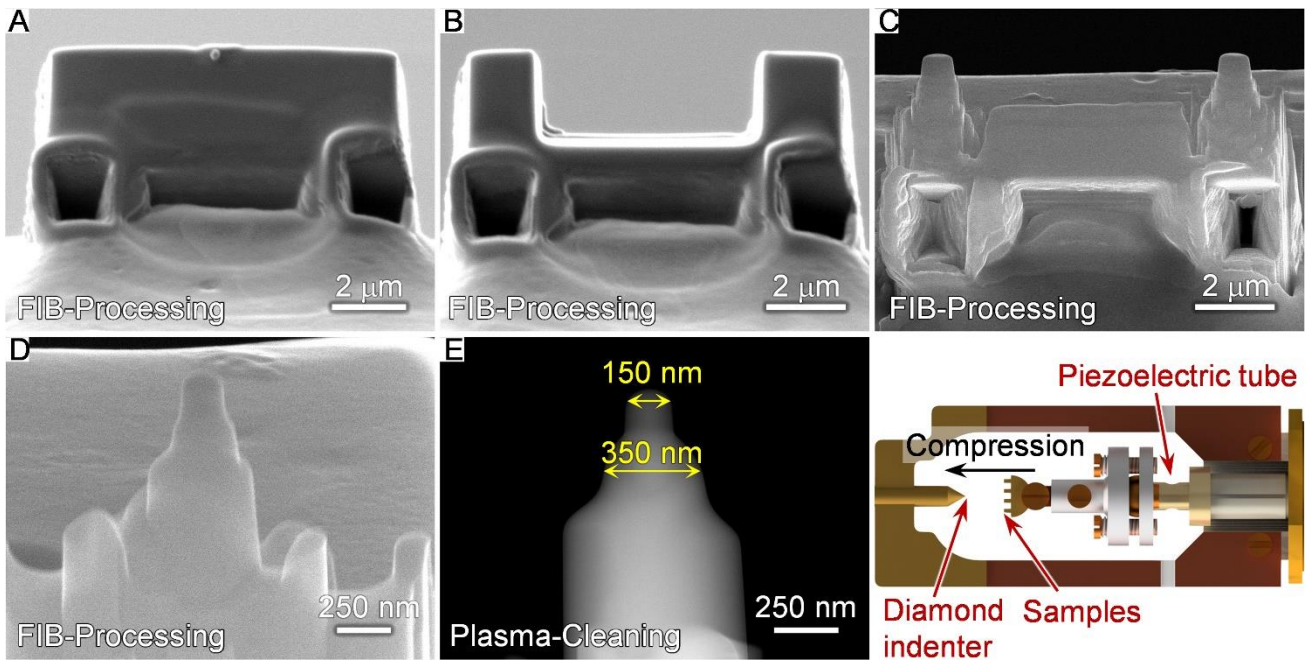 A
FIB-Processing
2 μm
B
FIB-Processing
2 μm
C
FIB-Processing
2 μm
D
FIB-Processing
250 nm
E
150 nm
350 nm
Plasma-Cleaning
250 nm
Piezoelectric tube
Compression
Diamond
indenter
Samples